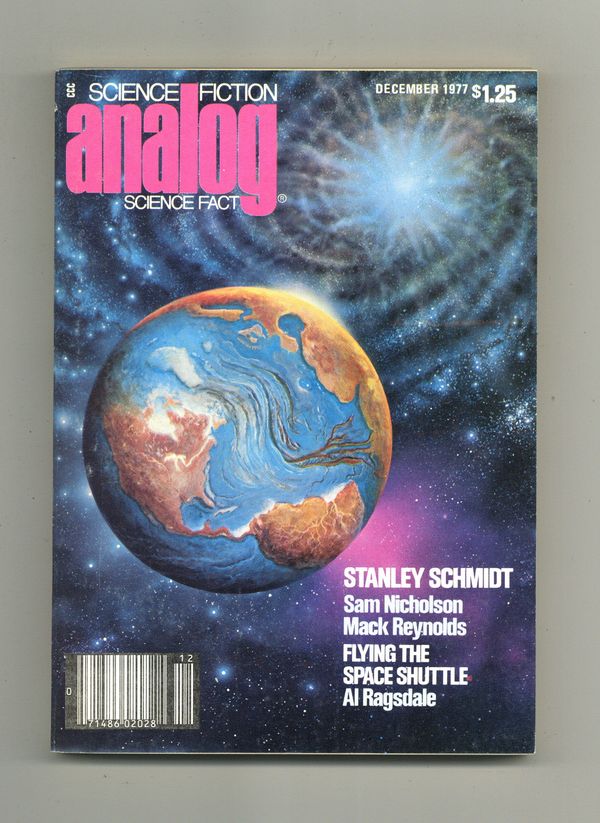 CCC
SCIENCE FICTION
analog®
SCIENCE FACT
DECEMBER 1977 $1.25
STANLEY SCHMIDT
Sam Nicholson
Mack Reynolds
FLYING THE
SPACE SHUTTLE
Al Ragsdale
12
0
71486 02028